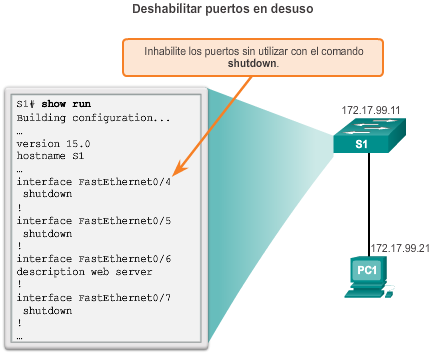 Deshabilitar puertos en desuso
Inhabilite los puertos sin utilizar con el comando
shutdown.
S1# show run
Building configuration...
…
version 15.0
hostname S1
…
interface FastEthernet0/4
shutdown
!
interface FastEthernet0/5
shutdown
!
interface FastEthernet0/6
description web server
!
interface FastEthernet0/7
shutdown
!
…
172.17.99.11
S1
172.17.99.21
PC1